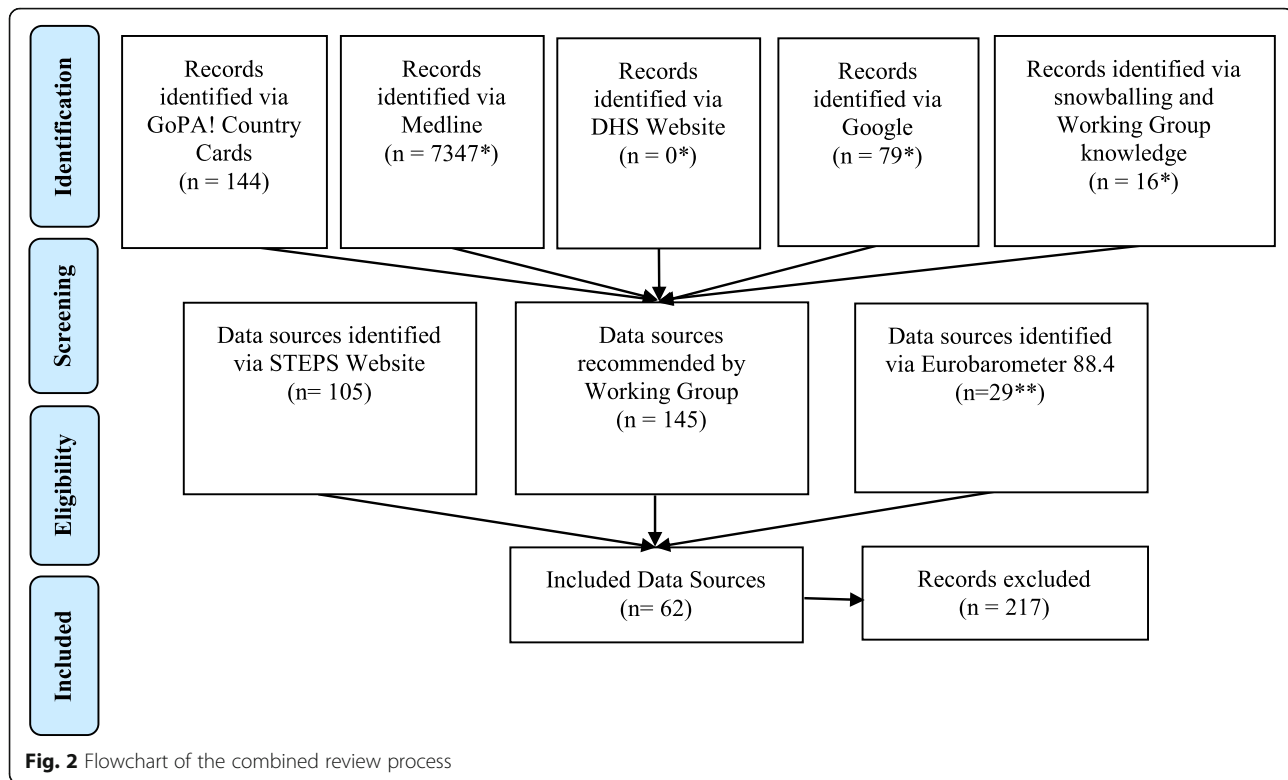 Identification
Records
identified via
GoPA! Country
Cards
(n = 144)
Records
identified via
Medline
(n = 7347*)
Records
identified via
DHS Website
(n = 0*)
Records
identified via
Google
(n = 79*)
Records identified via
snowballing and
Working Group
knowledge
(n = 16*)
Screening
Data sources identified
via STEPS Website
(n= 105)
Data sources
recommended by
Working Group
(n = 145)
Data sources identified
via Eurobarometer 88.4
(n=29**)
Eligibility
Included Data Sources
(n= 62)
Records excluded
(n = 217)
Included
Fig. 2 Flowchart of the combined review process